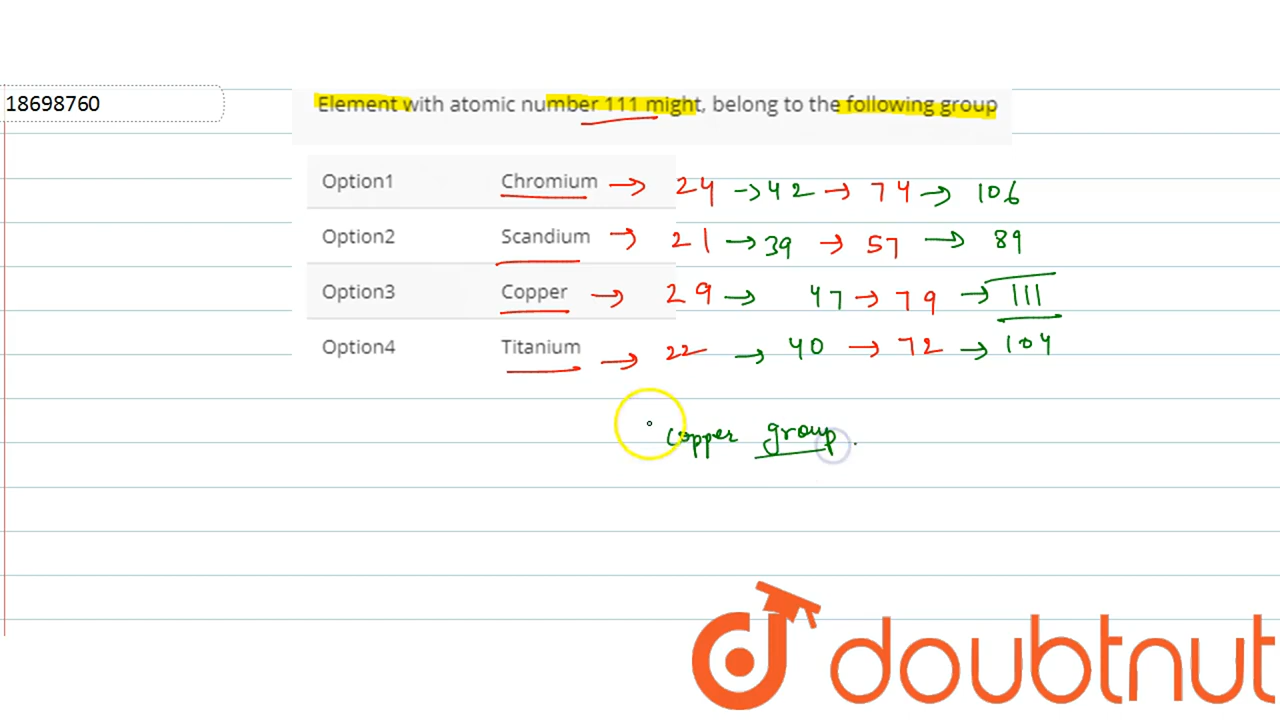 18698760
Element with atomic number 111 might, belong to the following group
Option1 Chromium → 24 → 42 → 74 → 106
Option2 Scandium → 21 → 39 → 57 → 89
Option3 Copper → 29 → 47 → 79 → 111
Option4 Titanium → 22 → 40 → 72 → 104
Copper group.
doubtnut